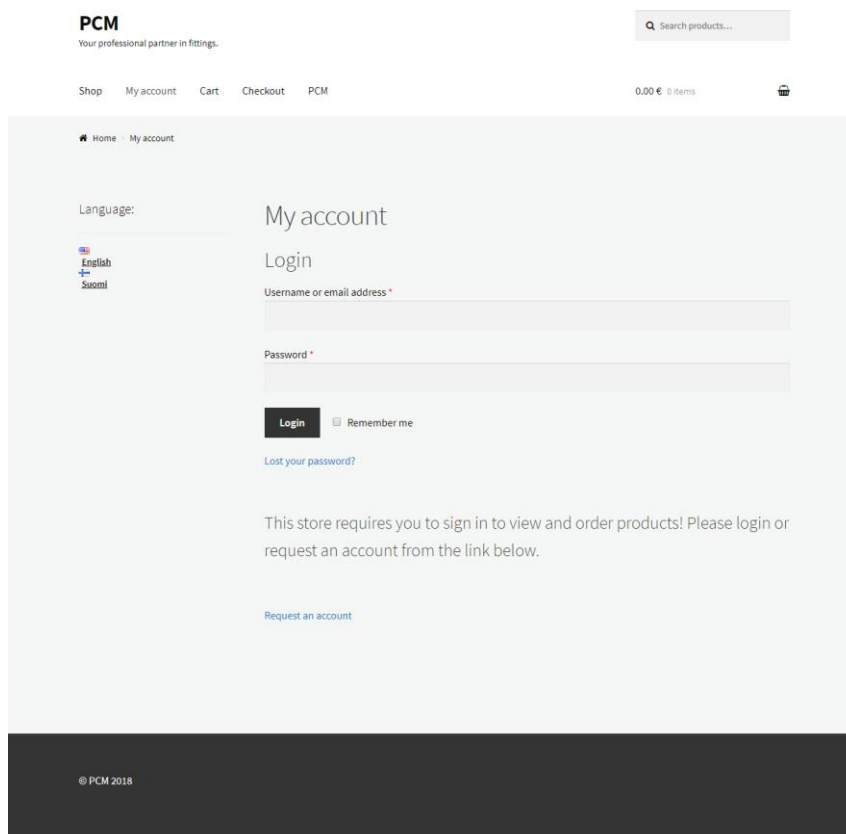 PCM
Your professional partner in fittings.
Search products...
Shop My account Cart Checkout PCM
0.00 € 0 items
Home My account
Language:
English
Suomi
My account
Login
Username or email address *
Password *
Login Remember me
Lost your password?
This store requires you to sign in to view and order products! Please login or
request an account from the link below.
Request an account
© PCM 2018